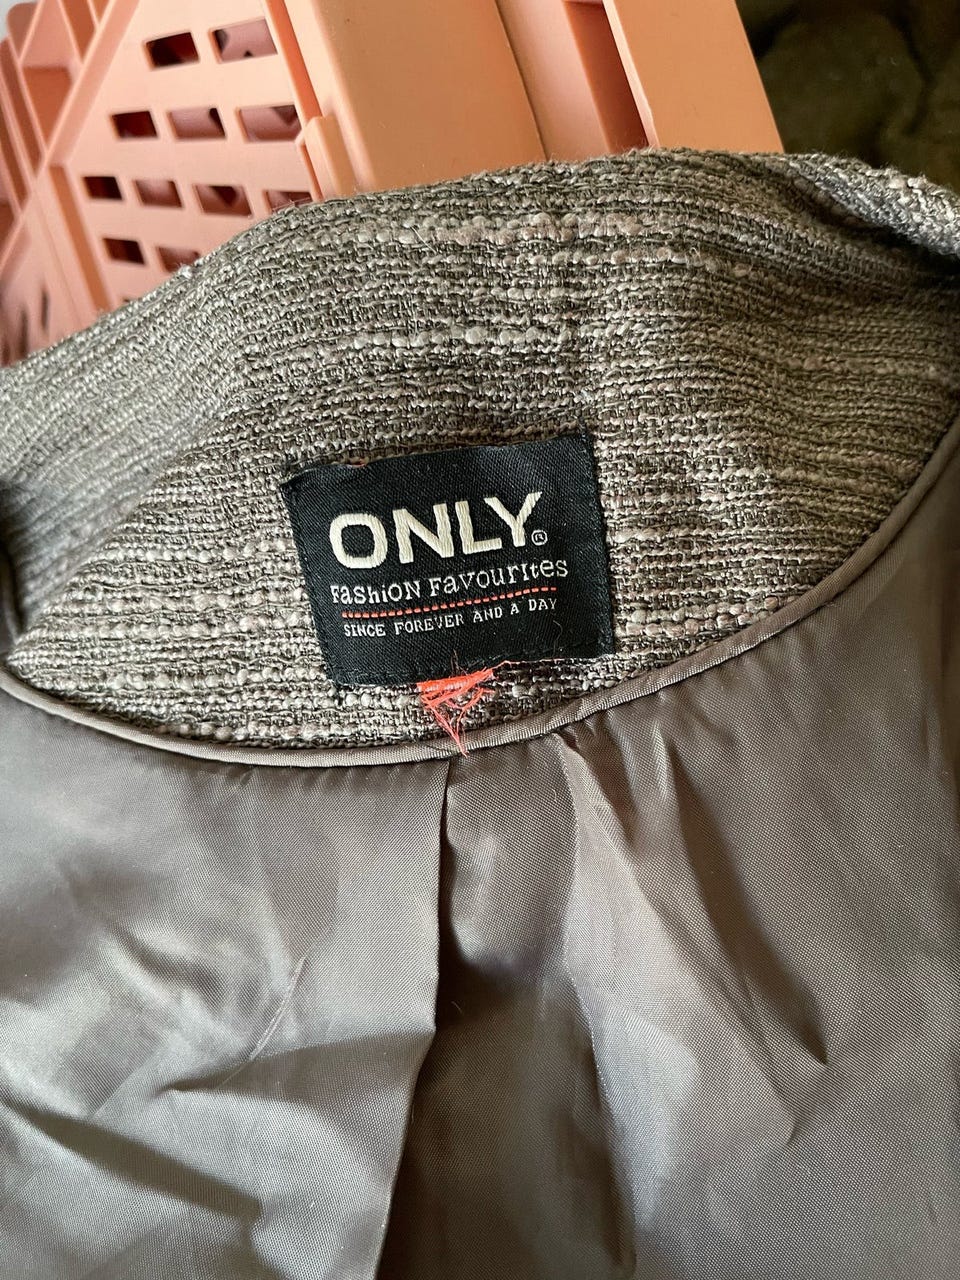 ONLY®
FasHiON FavourItes
SINCE FOREVER AND A DAY